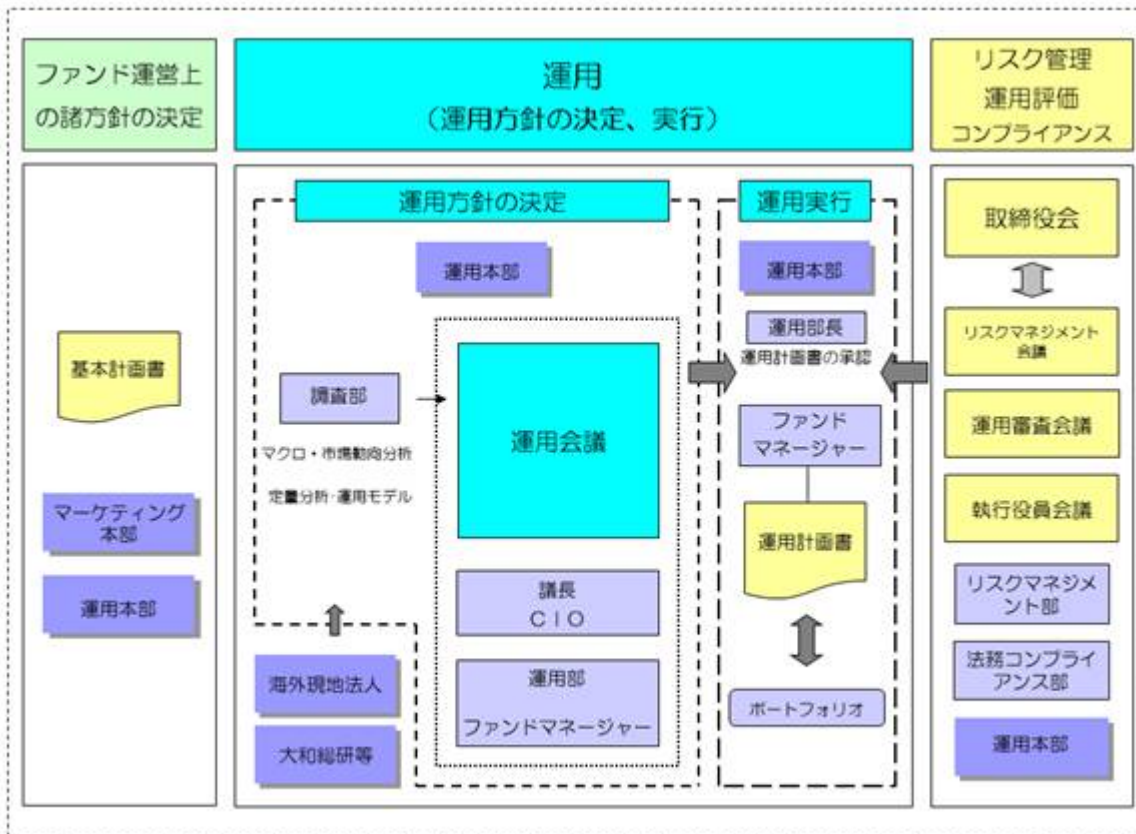 ファンド運営上
の諸方針の決定
運用
（運用方針の決定、実行）
リスク管理
運用評価
コンプライアンス
基本計画書
マーケティング
本部
運用本部
運用方針の決定
運用本部
調査部
マクロ・市場動向分析
定量分析・運用モデル
運用会議
議長
ＣＩＯ
運用部
ファンドマネージャー
海外現地法人
大和総研等
運用実行
運用本部
運用部長
運用計画書の承認
ファンド
マネージャー
運用計画書
ポートフォリオ
取締役会
リスクマネジメント
会議
運用審査会議
執行役員会議
リスクマネジメ
ント部
法務コンプライ
アンス部
運用本部